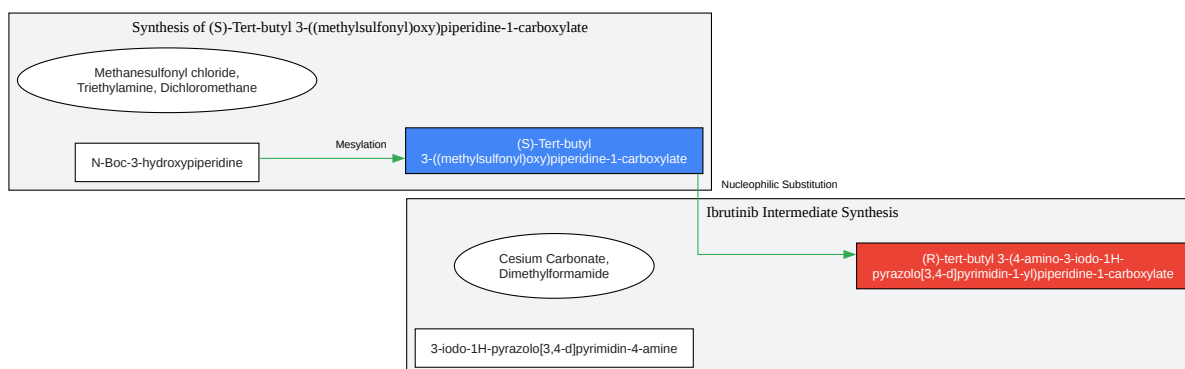 Synthesis of (S)-Tert-butyl 3-((methylsulfonyl)oxy)piperidine-1-carboxylate
Methanesulfonyl chloride,
Triethylamine, Dichloromethane
N-Boc-3-hydroxypiperidine
Mesylation
(S)-Tert-butyl
3-((methylsulfonyl)oxy)piperidine-1-carboxylate
Nucleophilic Substitution
Ibrutinib Intermediate Synthesis
Cesium Carbonate,
Dimethylformamide
(R)-tert-butyl 3-(4-amino-3-iodo-1H-
pyrazolo[3,4-d]pyrimidin-1-yl)piperidine-1-carboxylate
3-iodo-1H-pyrazolo[3,4-d]pyrimidin-4-amine